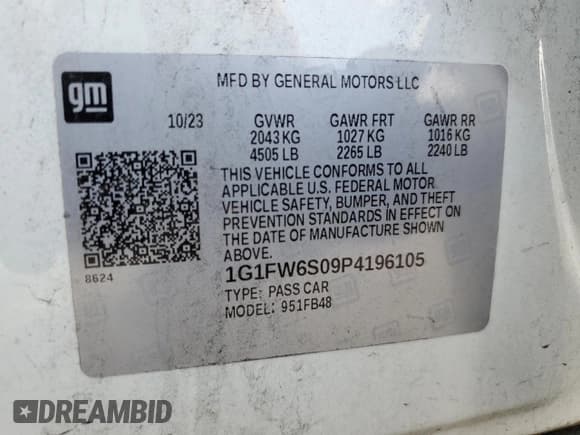 gm
MFD BY GENERAL MOTORS LLC
10/23 GVWR GAWR FRT GAWR RR
2043 KG 1027 KG 1016 KG
4505 LB 2265 LB 2240 LB
THIS VEHICLE CONFORMS TO ALL
APPLICABLE U.S. FEDERAL MOTOR
VEHICLE SAFETY, BUMPER, AND THEFT
PREVENTION STANDARDS IN EFFECT ON
THE DATE OF MANUFACTURE SHOWN
ABOVE.
8624
1G1FW6S09P4196105
TYPE: PASS CAR
MODEL: 951FB48
DREAMBID